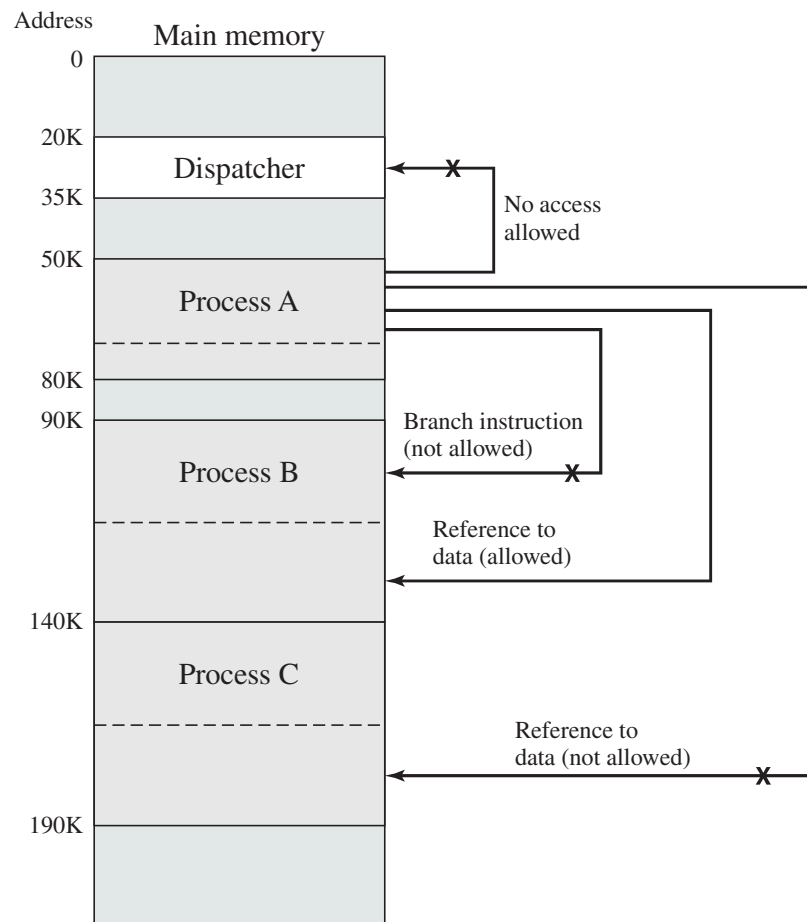 Address
Main memory
0
20K
Dispatcher
35K
No access
allowed
50K
Process A
80K
90K
Branch instruction
(not allowed)
Process B
Reference to
data (allowed)
140K
Process C
Reference to
data (not allowed)
190K